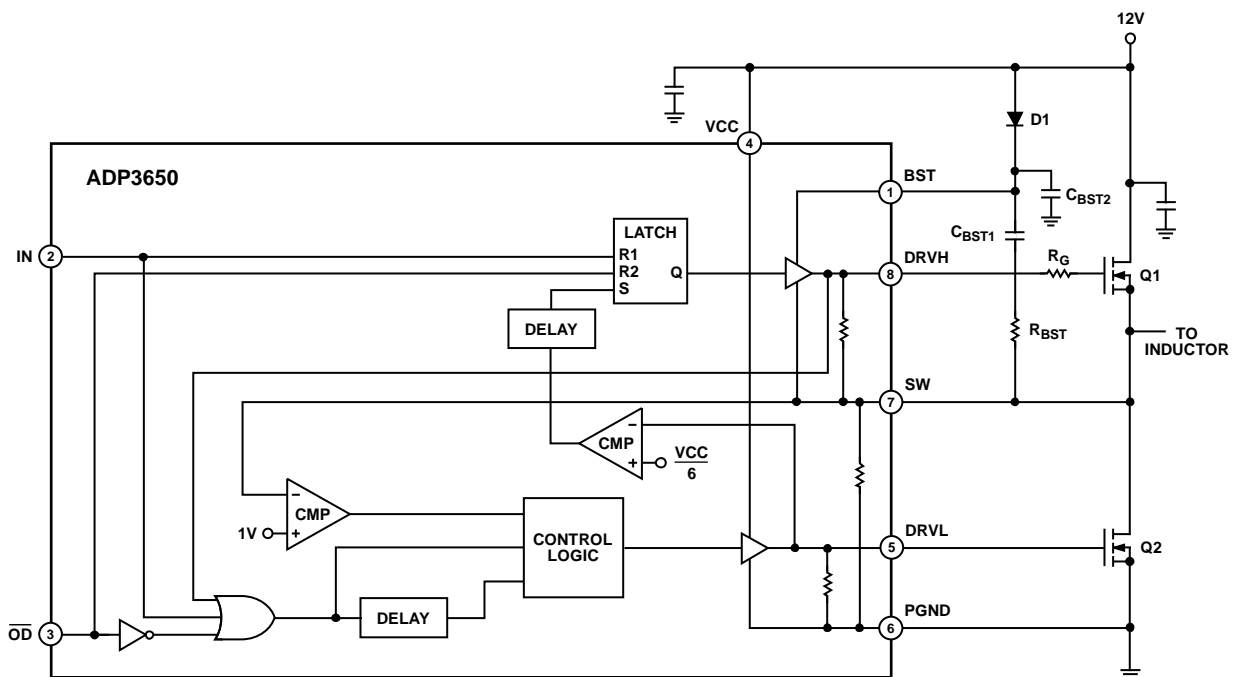 12V
D1
VCC
4
ADP3650
BST
1
CBST2
CBST1
LATCH
IN
2
R1
R2
Q
S
DRVH
8
RG
Q1
DELAY
RBST
TO
INDUCTOR
SW
7
−
CMP
+
VCC
6
−
CMP
1V
+
CONTROL
LOGIC
DRVL
5
Q2
DELAY
PGND
6
OD
3